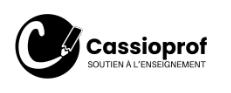 Cassioprof
SOUTIEN À L'ENSEIGNEMENT